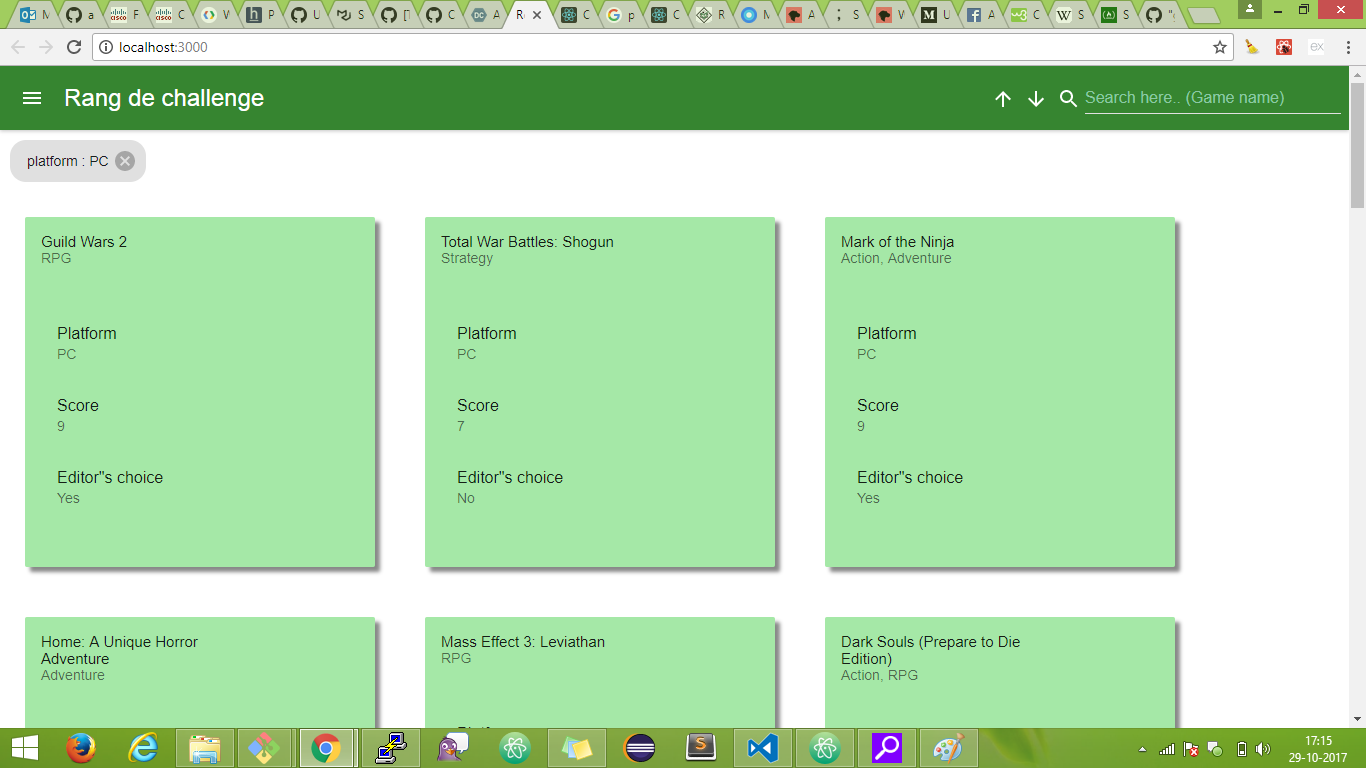 M
a
F
C
W
P
U
S
[
C
A
R
C
p
C
R
M
A
S
W
U
A
C
S
S
"
localhost:3000
ex
Rang de challenge
Search here.. (Game name)
platform : PC
Guild Wars 2
RPG
Platform
PC
Score
9
Editor"s choice
Yes
Total War Battles: Shogun
Strategy
Platform
PC
Score
7
Editor"s choice
No
Mark of the Ninja
Action, Adventure
Platform
PC
Score
9
Editor"s choice
Yes
Home: A Unique Horror
Adventure
Adventure
Mass Effect 3: Leviathan
RPG
Dark Souls (Prepare to Die
Edition)
Action, RPG
17:15
29-10-2017